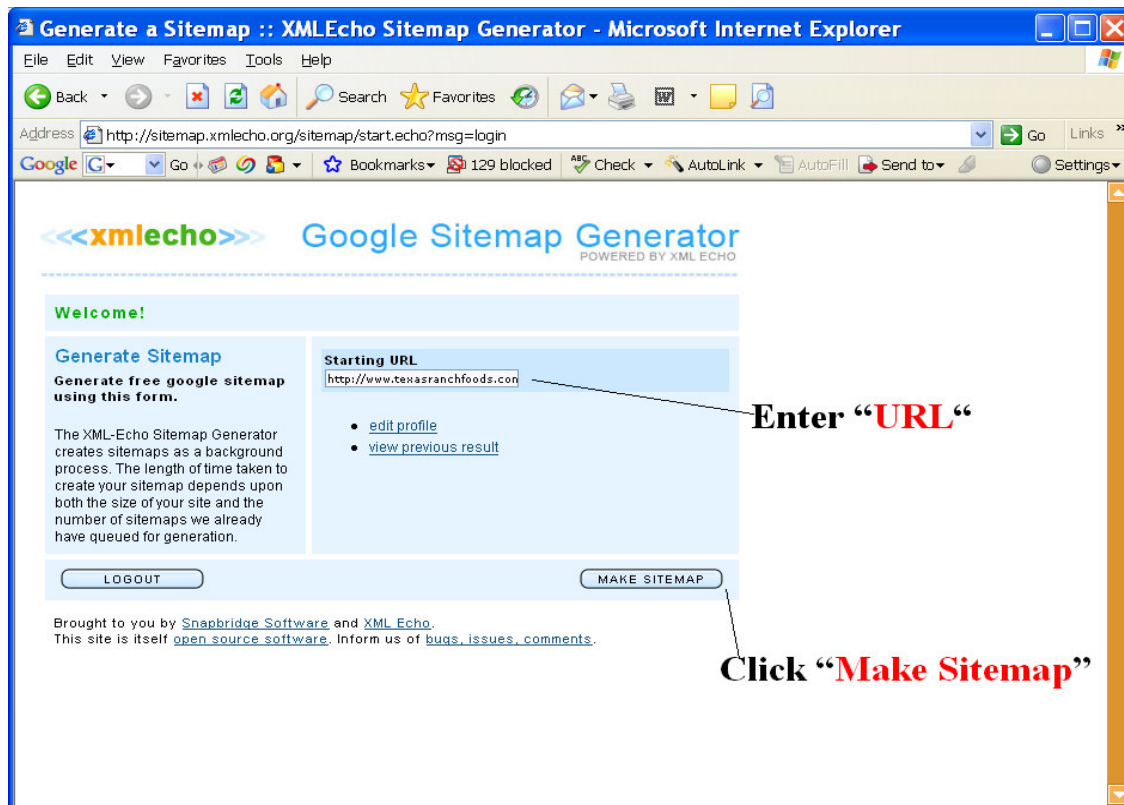 Generate a Sitemap :: XMLEcho Sitemap Generator - Microsoft Internet Explorer
File Edit View Favorites Tools Help
Back Search Favorites
Address http://sitemap.xmlecho.org/sitemap/start.echo?msg=login Go Links »
Google G Go Bookmarks 129 blocked ABC Check AutoLink AutoFill Send to Settings
<<<xmlecho>>> Google Sitemap Generator
POWERED BY XML ECHO
Welcome!
Generate Sitemap
Generate free google sitemap
using this form.
The XML-Echo Sitemap Generator
creates sitemaps as a background
process. The length of time taken to
create your sitemap depends upon
both the size of your site and the
number of sitemaps we already
have queued for generation.
Starting URL
http://www.texasranchfoods.con
• edit profile
• view previous result
Enter “URL“
LOGOUT MAKE SITEMAP
Brought to you by Snapbridge Software and XML Echo.
This site is itself open source software. Inform us of bugs, issues, comments.
Click “Make Sitemap”